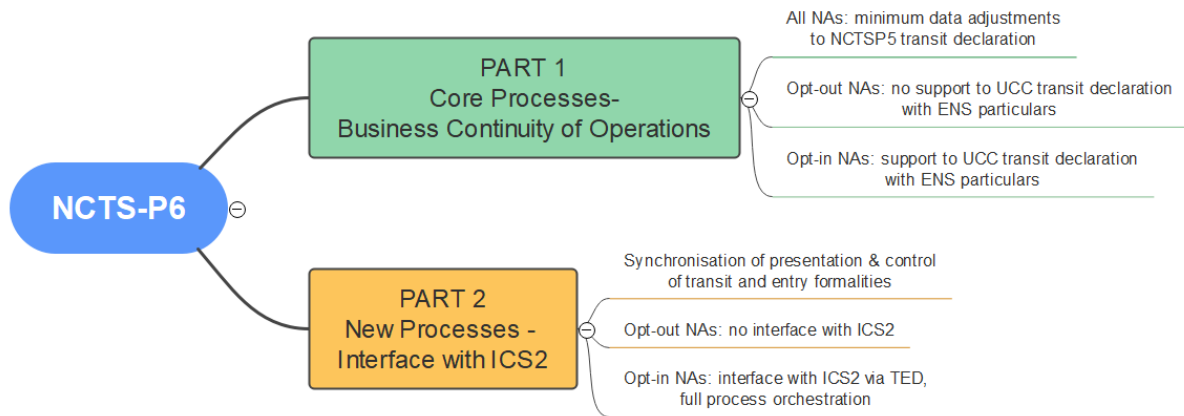 NCTS-P6
PART 1
Core Processes-
Business Continuity of Operations
All NAs: minimum data adjustments
to NCTSP5 transit declaration
Opt-out NAs: no support to UCC transit declaration
with ENS particulars
Opt-in NAs: support to UCC transit declaration
with ENS particulars
PART 2
New Processes -
Interface with ICS2
Synchronisation of presentation & control
of transit and entry formalities
Opt-out NAs: no interface with ICS2
Opt-in NAs: interface with ICS2 via TED,
full process orchestration